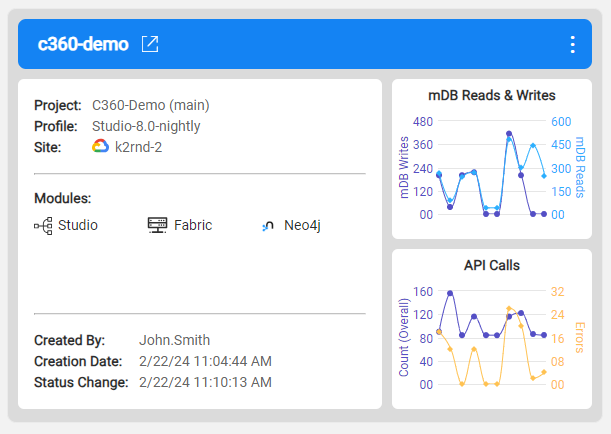 c360-demo
Project: C360-Demo (main)
Profile: Studio-8.0-nightly
Site: k2rnd-2
Modules:
Studio Fabric Neo4j
Created By: John.Smith
Creation Date: 2/22/24 11:04:44 AM
Status Change: 2/22/24 11:10:13 AM
mDB Reads & Writes
mDB Writes
480
360
240
120
00
600
450
300
150
00
mDB Reads
API Calls
Count (Overall)
160
120
80
40
00
32
24
16
08
00
Errors